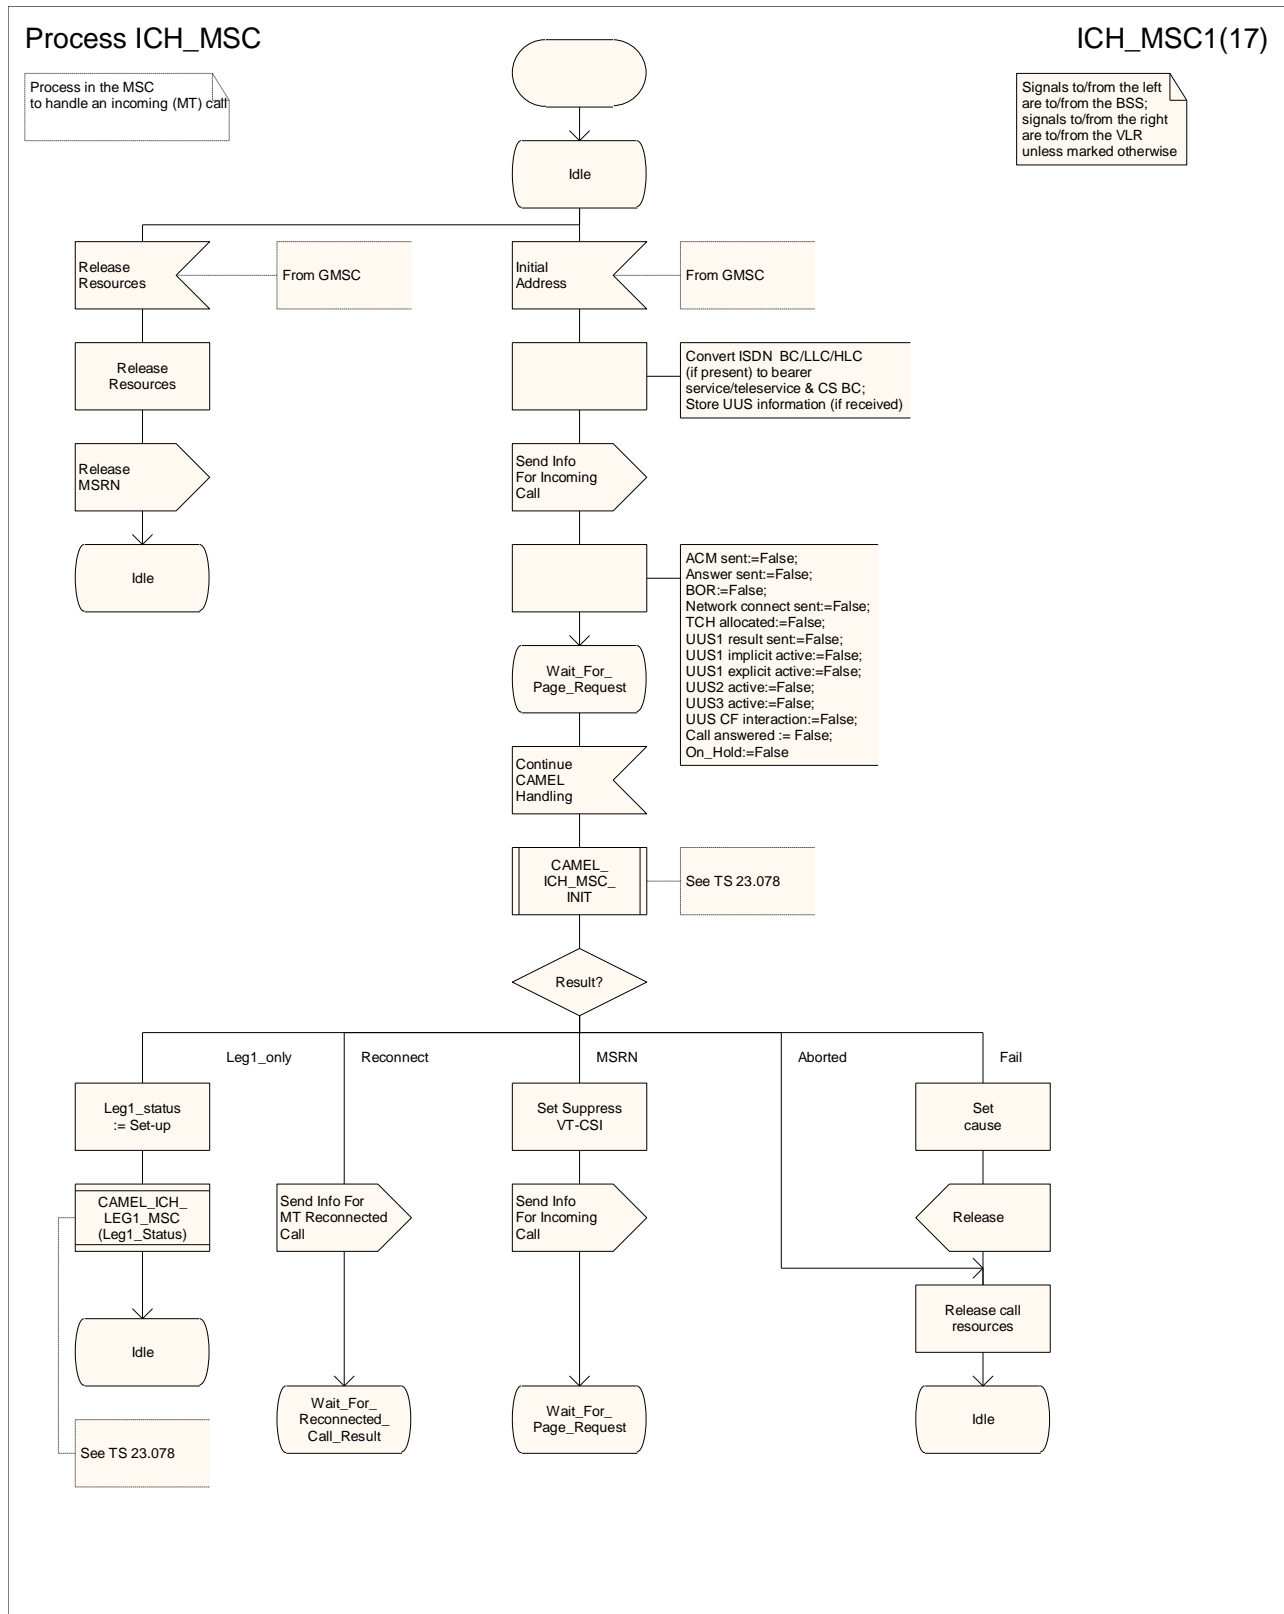 Process ICH_MSC
ICH_MSC1(17)
Process in the MSC
to handle an incoming (MT) call
Signals to/from the left
are to/from the BSS;
signals to/from the right
are to/from the VLR
unless marked otherwise
Idle
Release
Resources
From GMSC
Initial
Address
From GMSC
Release
Resources
Convert ISDN BC/LLC/HLC
(if present) to bearer
service/teleservice & CS BC;
Store UUS information (if received)
Release
MSRN
Send Info
For Incoming
Call
Idle
ACM sent:=False;
Answer sent:=False;
BOR:=False;
Network connect sent:=False;
TCH allocated:=False;
UUS1 result sent:=False;
UUS1 implicit active:=False;
UUS1 explicit active:=False;
UUS2 active:=False;
UUS3 active:=False;
UUS CF interaction:=False;
Call answered := False;
On_Hold:=False
Wait_For_
Page_Request
Continue
CAMEL
Handling
CAMEL_
ICH_MSC_
INIT
See TS 23.078
Result?
Leg1_only
Reconnect
MSRN
Aborted
Fail
Leg1_status
:= Set-up
Set Suppress
VT-CSI
Set
cause
CAMEL_ICH_
LEG1_MSC
(Leg1_Status)
Send Info For
MT Reconnected
Call
Send Info
For Incoming
Call
Release
Release call
resources
Idle
Wait_For_
Reconnected_
Call_Result
Wait_For_
Page_Request
Idle
See TS 23.078